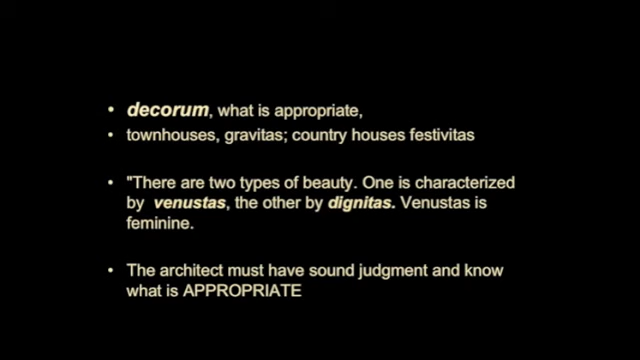 • decorum, what is appropriate,
• townhouses, gravitas; country houses festivitas
• "There are two types of beauty. One is characterized
by venustas, the other by dignitas. Venustas is
feminine.
• The architect must have sound judgment and know
what is APPROPRIATE